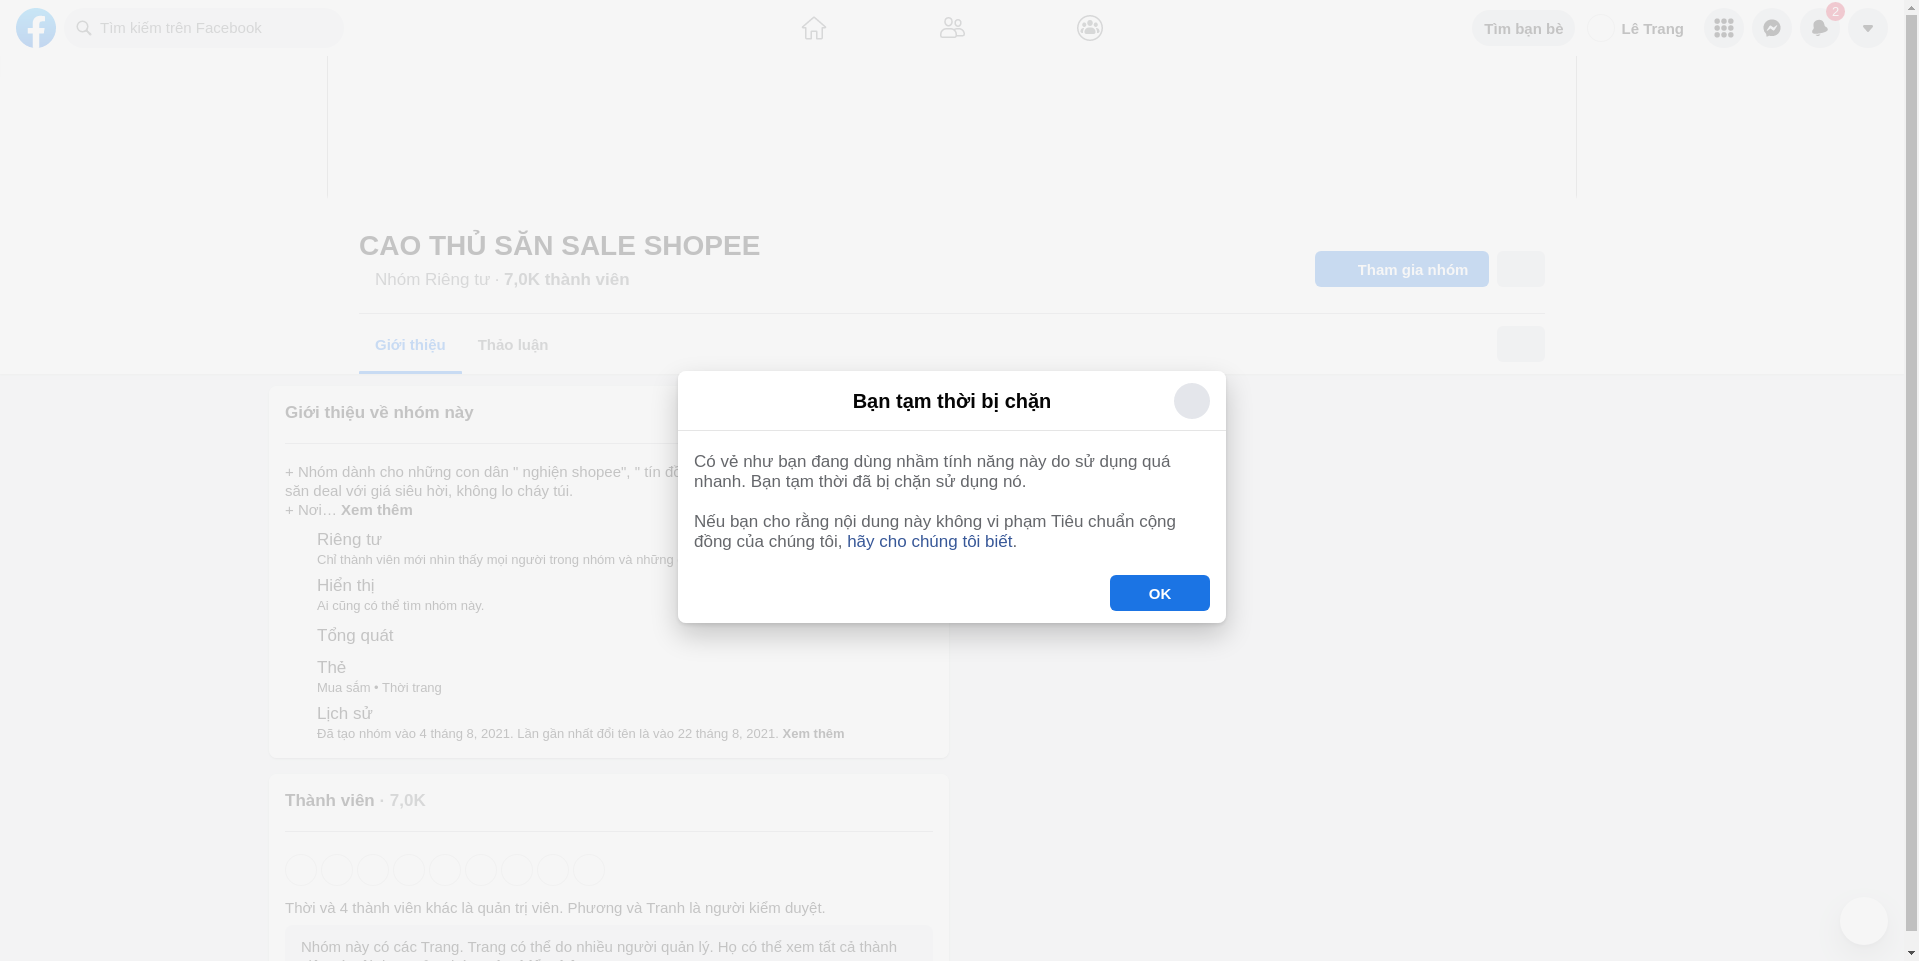 Tìm kiếm trên Facebook
Tìm bạn bè
Lê Trang
2
CAO THỦ SĂN SALE SHOPEE
Nhóm Riêng tư · 7,0K thành viên
Tham gia nhóm
Giới thiệu
Thảo luận
Bạn tạm thời bị chặn
Có vẻ như bạn đang dùng nhầm tính năng này do sử dụng quá
nhanh. Bạn tạm thời đã bị chặn sử dụng nó.
Nếu bạn cho rằng nội dung này không vi phạm Tiêu chuẩn cộng
đồng của chúng tôi, hãy cho chúng tôi biết.
OK
Giới thiệu về nhóm này
+ Nhóm dành cho những con dân " nghiện shopee", " tín
săn deal với giá siêu hời, không lo cháy túi.
+ Nơi… Xem thêm
Riêng tư
Chỉ thành viên mới nhìn thấy mọi người trong nhóm và những
Hiển thị
Ai cũng có thể tìm nhóm này.
Tổng quát
Thẻ
Mua sắm • Thời trang
Lịch sử
Đã tạo nhóm vào 4 tháng 8, 2021. Lần gần nhất đổi tên là vào 22 tháng 8, 2021. Xem thêm
Thành viên · 7,0K
Thời và 4 thành viên khác là quản trị viên. Phương và Tranh là người kiểm duyệt.
Nhóm này có các Trang. Trang có thể do nhiều người quản lý. Họ có thể xem tất cả thành